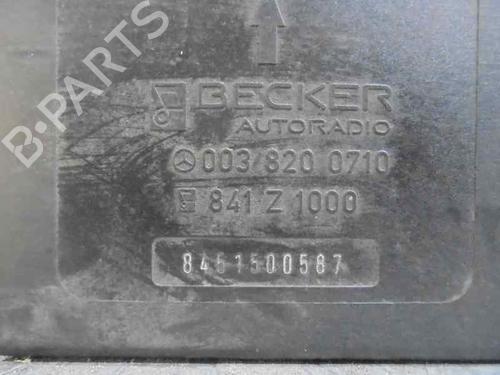 B-PARTS
BECKER
AUTORADIO
003/820 0710
841 Z 1000
8461500587